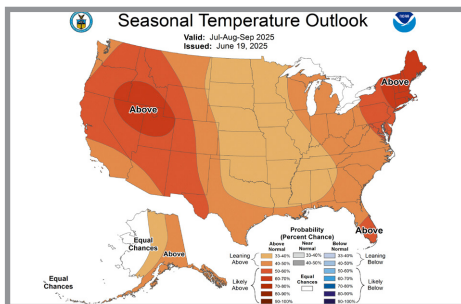 Seasonal Temperature Outlook
Valid: Jul-Aug-Sep 2025
Issued: June 19, 2025
Above
Above
Above
Equal
Chances
Above
Equal
Chances
Probability
(Percent Chance)
Above
Normal
Near
Normal
Below
Normal
Leaning
Above
33-40%
40-50%
33-40%
40-50%
33-40%
40-50%
Leaning
Below
50-60%
60-70%
50-60%
60-70%
Likely
Above
70-80%
80-90%
90-100%
Equal
Chances
70-80%
80-90%
90-100%
Likely
Below